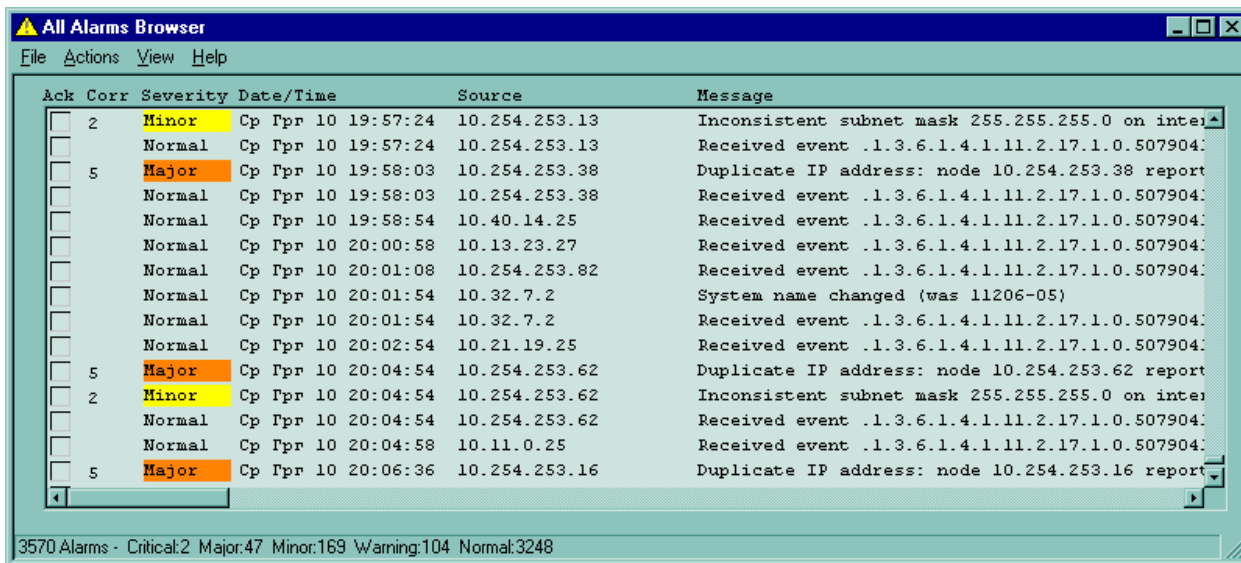 All Alarms Browser
File Actions View Help
Ack Corr Severity Date/Time Source Message
2 Minor Ср Гpr 10 19:57:24 10.254.253.13 Inconsistent subnet mask 255.255.255.0 on inter
Normal Ср Гpr 10 19:57:24 10.254.253.13 Received event .1.3.6.1.4.1.11.2.17.1.0.507904
5 Major Ср Гpr 10 19:58:03 10.254.253.38 Duplicate IP address: node 10.254.253.38 report
Normal Ср Гpr 10 19:58:03 10.254.253.38 Received event .1.3.6.1.4.1.11.2.17.1.0.507904
Normal Ср Гpr 10 19:58:54 10.40.14.25 Received event .1.3.6.1.4.1.11.2.17.1.0.507904
Normal Ср Гpr 10 20:00:58 10.13.23.27 Received event .1.3.6.1.4.1.11.2.17.1.0.507904
Normal Ср Гpr 10 20:01:08 10.254.253.82 Received event .1.3.6.1.4.1.11.2.17.1.0.507904
Normal Ср Гpr 10 20:01:54 10.32.7.2 System name changed (was 11206-05)
Normal Ср Гpr 10 20:01:54 10.32.7.2 Received event .1.3.6.1.4.1.11.2.17.1.0.507904
Normal Ср Гpr 10 20:02:54 10.21.19.25 Received event .1.3.6.1.4.1.11.2.17.1.0.507904
5 Major Ср Гpr 10 20:04:54 10.254.253.62 Duplicate IP address: node 10.254.253.62 report
2 Minor Ср Гpr 10 20:04:54 10.254.253.62 Inconsistent subnet mask 255.255.255.0 on inter
Normal Ср Гpr 10 20:04:54 10.254.253.62 Received event .1.3.6.1.4.1.11.2.17.1.0.507904
Normal Ср Гpr 10 20:04:58 10.11.0.25 Received event .1.3.6.1.4.1.11.2.17.1.0.507904
5 Major Ср Гpr 10 20:06:36 10.254.253.16 Duplicate IP address: node 10.254.253.16 report
3570 Alarms - Critical:2 Major:47 Minor:169 Warning:104 Normal:3248